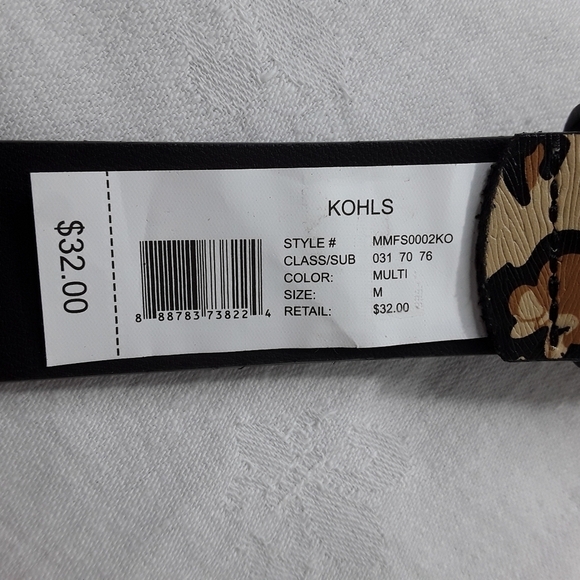 $32.00
KOHLS
STYLE # MMFS0002KO
CLASS/SUB 031 70 76
COLOR: MULTI
SIZE: M
RETAIL: $32.00
8 88783 73822 4